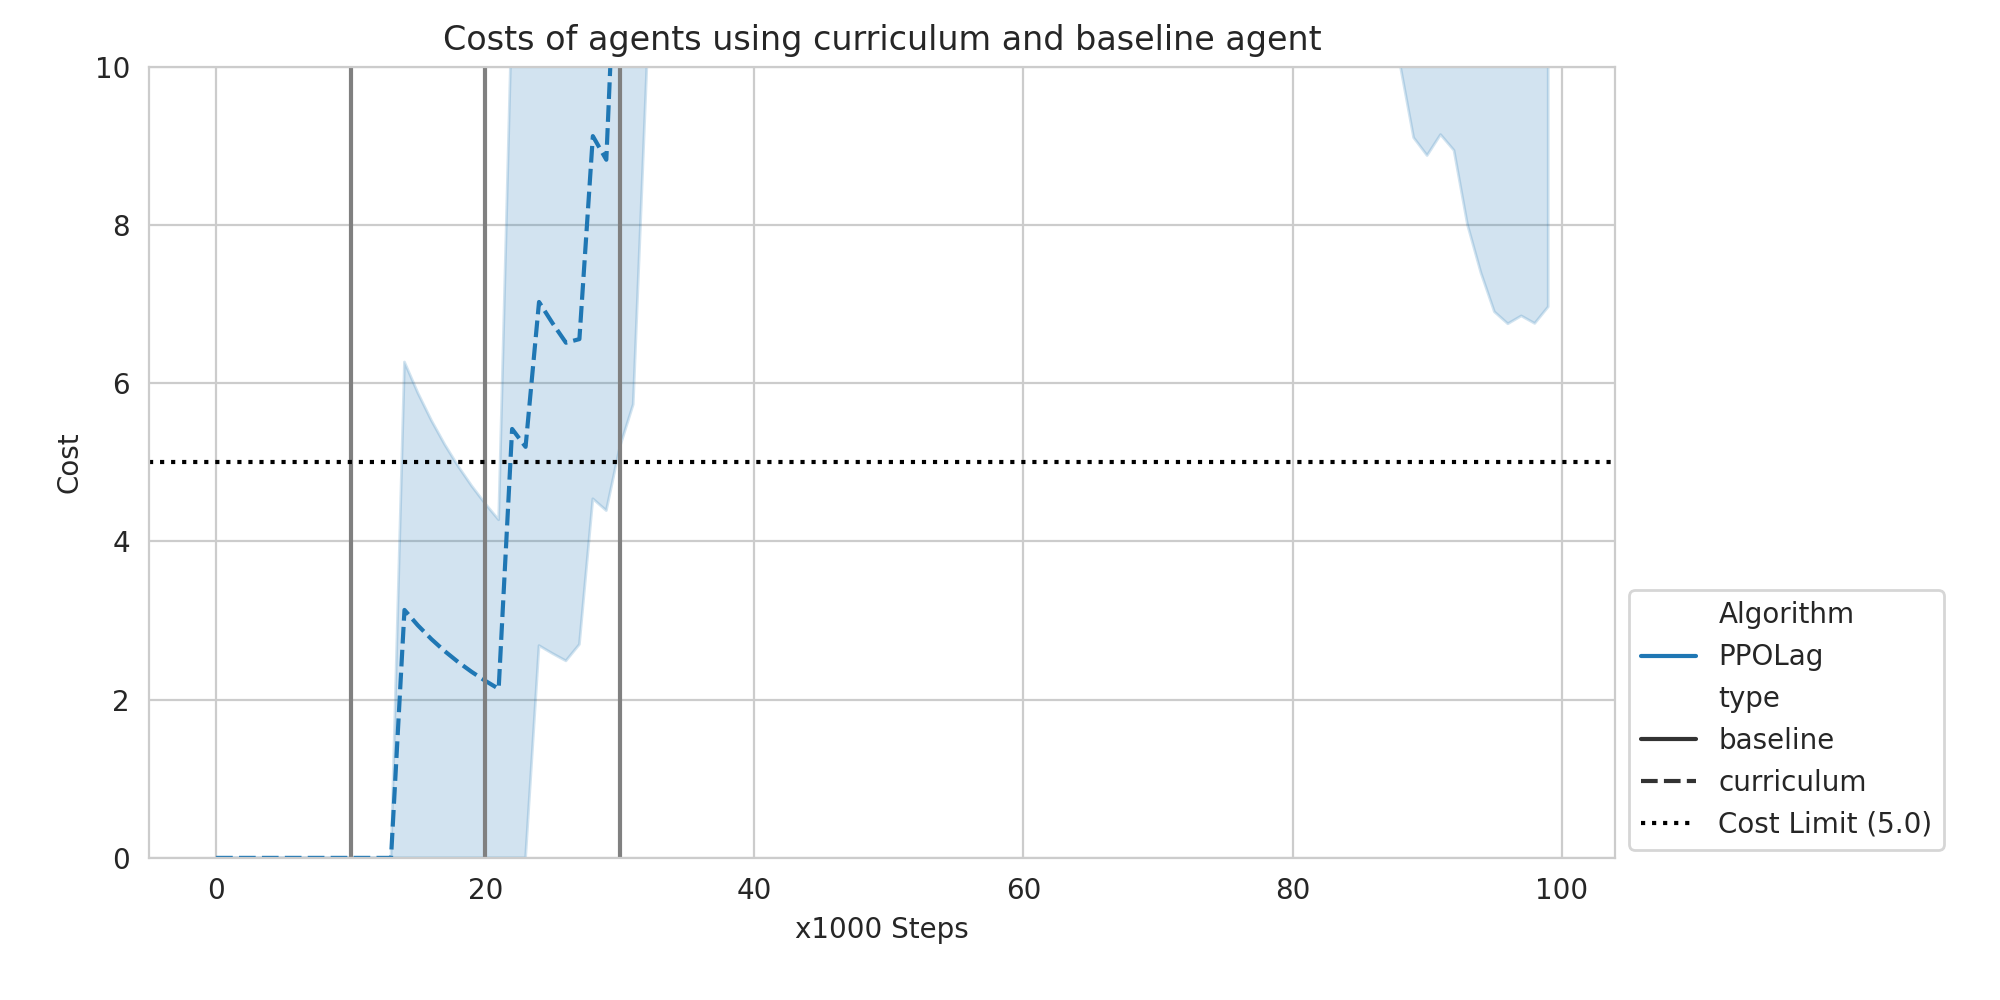 Costs of agents using curriculum and baseline agent
10
8
6
4
2
0
Cost
0 20 40 60 80 100
x1000 Steps
Algorithm
PPOLag
type
baseline
curriculum
Cost Limit (5.0)